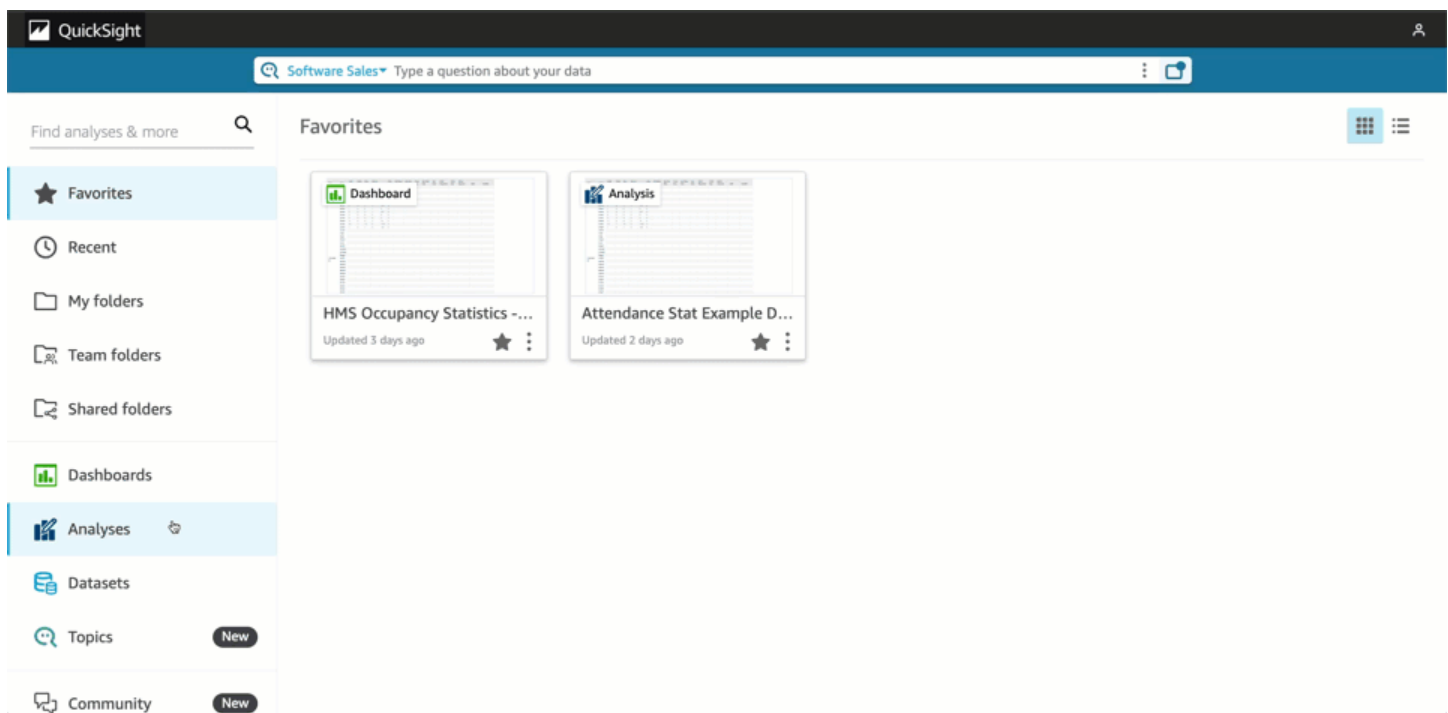 QuickSight
Software Sales Type a question about your data
Find analyses & more
Favorites
Recent
My folders
Team folders
Shared folders
Dashboards
Analyses
Datasets
Topics New
Community New
Favorites
Dashboard
HMS Occupancy Statistics -...
Updated 3 days ago
Analysis
Attendance Stat Example D...
Updated 2 days ago